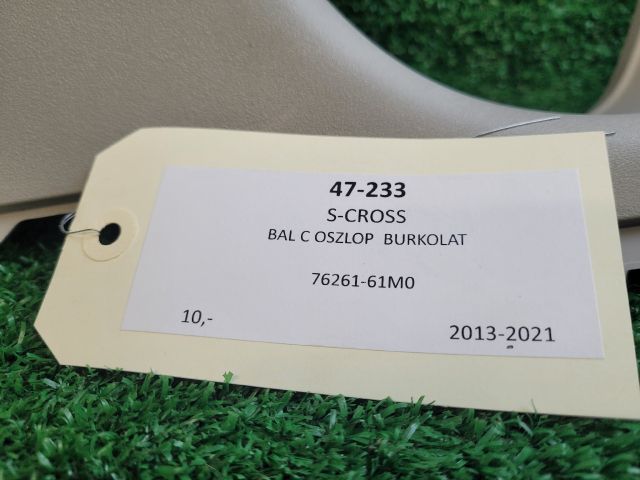 47-233
S-CROSS
BAL C OSZLOP BURKOLAT
76261-61M0
10,- 2013-2021